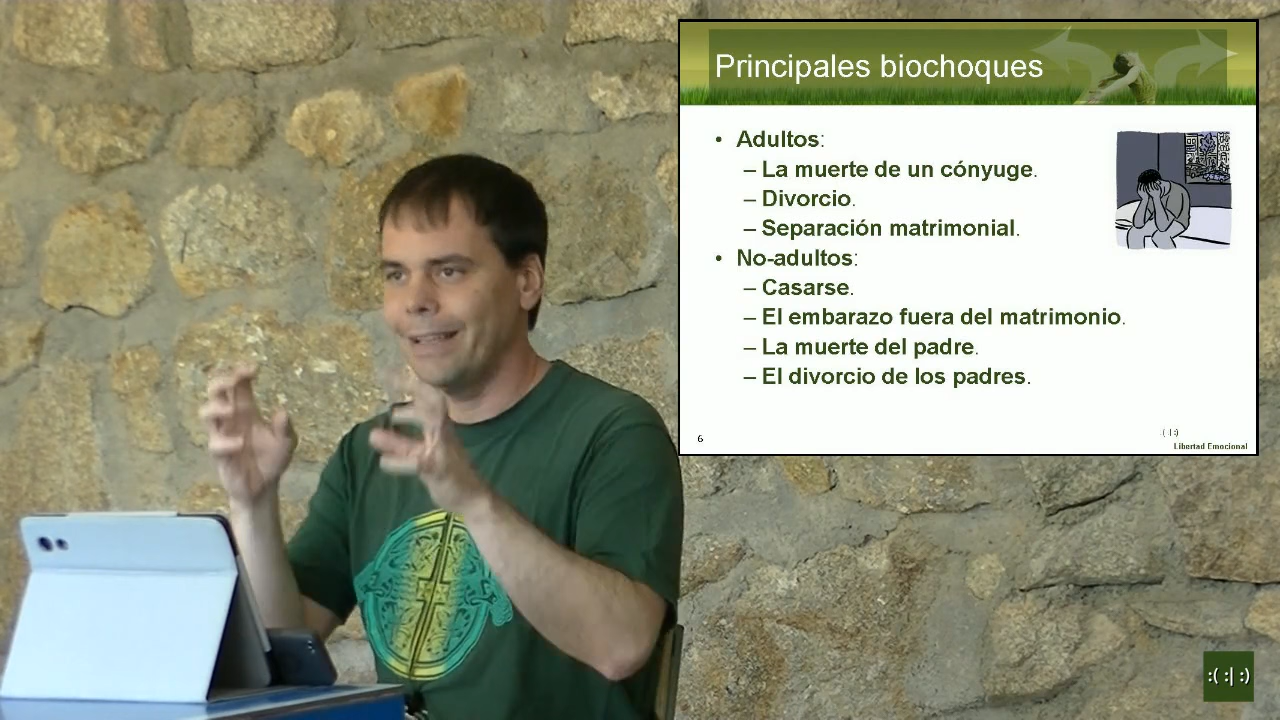 Principales biochoques
• Adultos:
– La muerte de un cónyuge.
– Divorcio.
– Separación matrimonial.
• No-adultos:
– Casarse.
– El embarazo fuera del matrimonio.
– La muerte del padre.
– El divorcio de los padres.
6
(:|:)
Libertad Emocional
:( :| :)